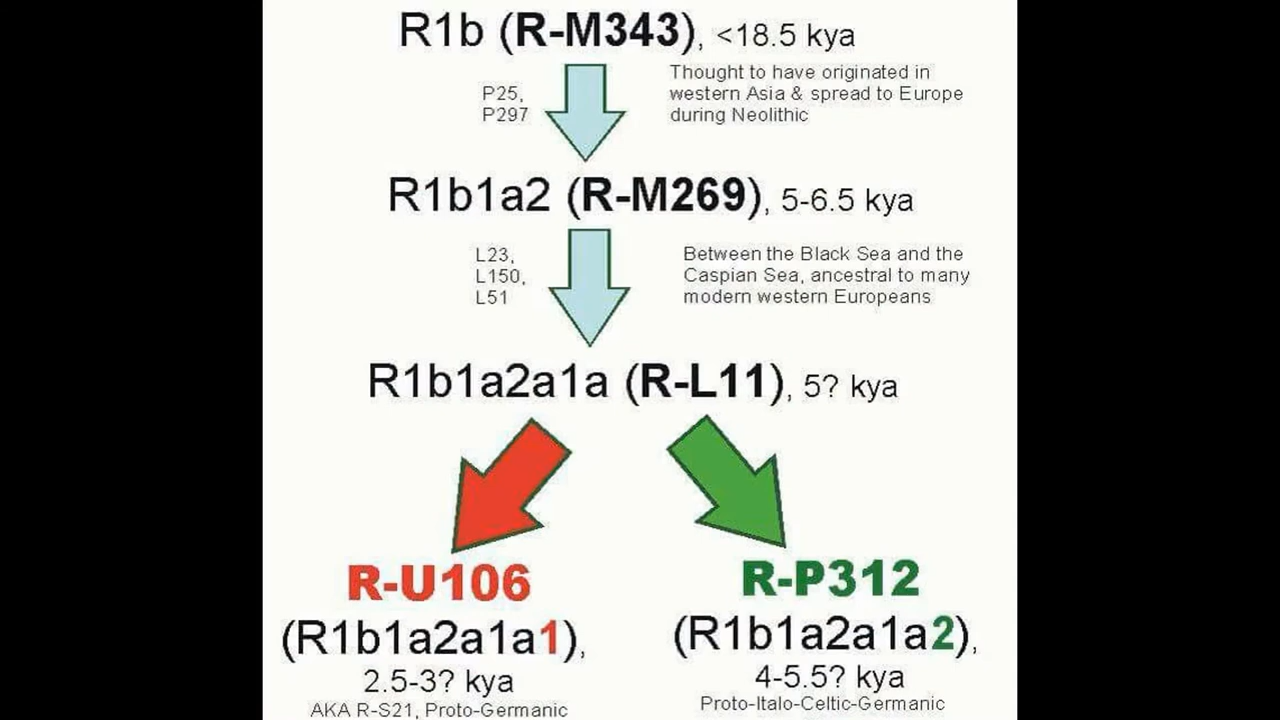 R1b (R-M343), <18.5 kya
P25,
P297
Thought to have originated in
western Asia & spread to Europe
during Neolithic
R1b1a2 (R-M269), 5-6.5 kya
L23,
L150,
L51
Between the Black Sea and the
Caspian Sea, ancestral to many
modern western Europeans
R1b1a2a1a (R-L11), 5? kya
R-U106
(R1b1a2a1a1),
2.5-3? kya
AKA R-S21, Proto-Germanic
R-P312
(R1b1a2a1a2),
4-5.5? kya
Proto-Italo-Celtic-Germanic